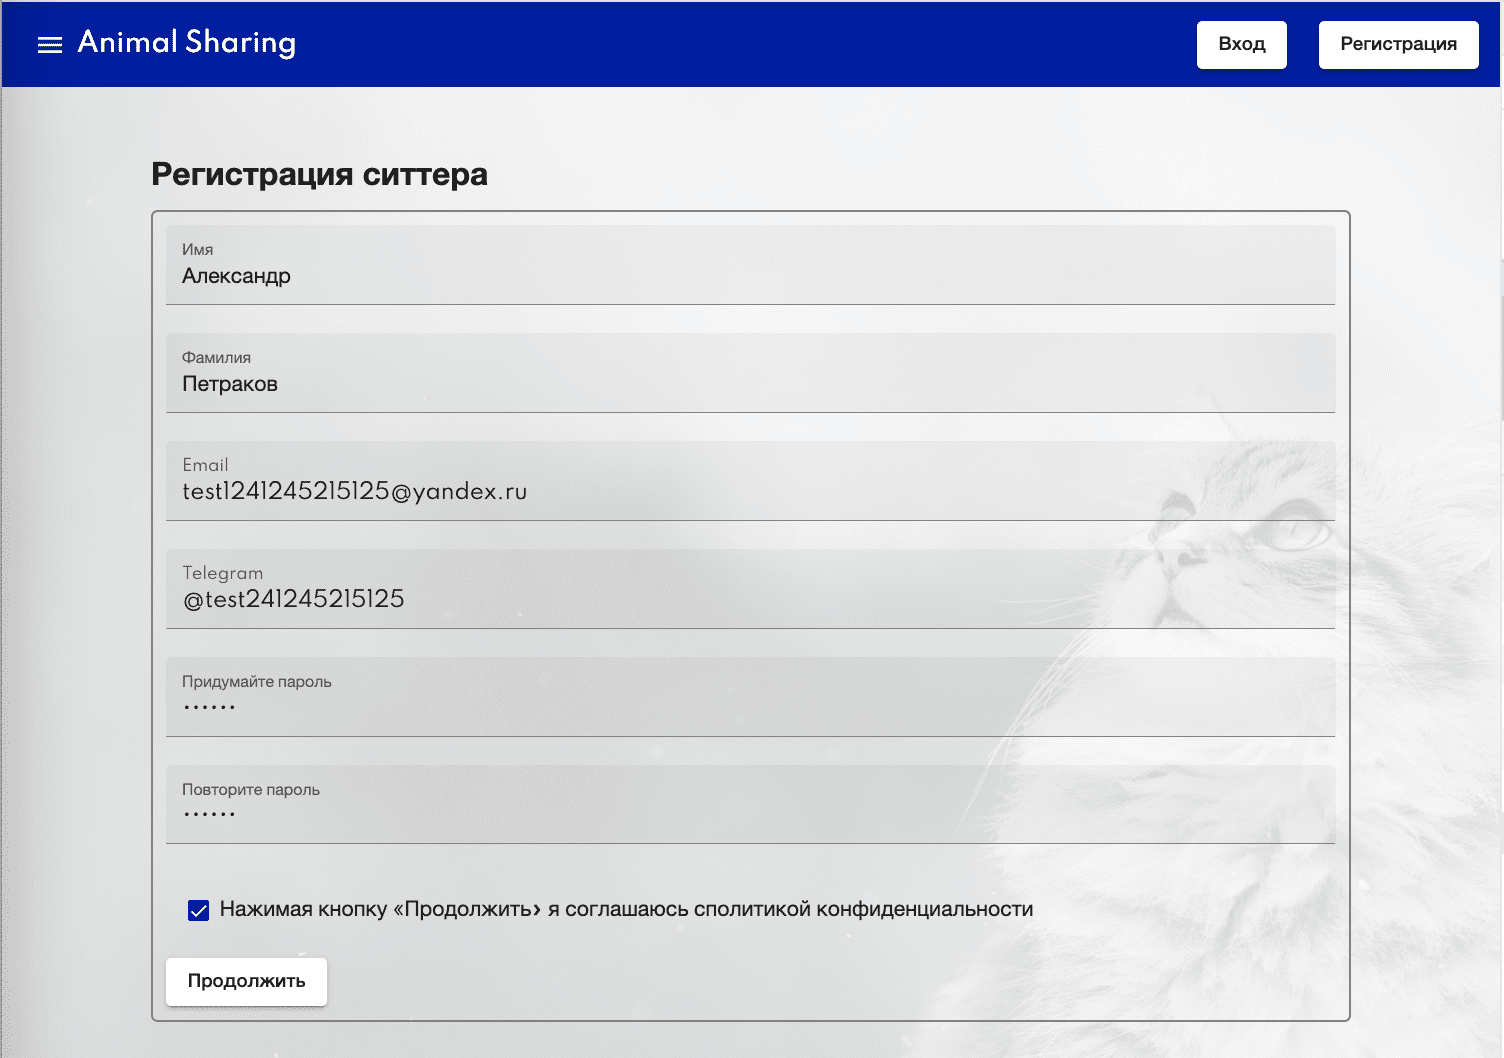 Animal Sharing
Вход
Регистрация
Регистрация ситтера
Имя
Александр
Фамилия
Петраков
Email
test1241245215125@yandex.ru
Telegram
@test241245215125
Придумайте пароль
••••••
Повторите пароль
••••••
Нажимая кнопку «Продолжить› я соглашаюсь сполитикой конфиденциальности
Продолжить